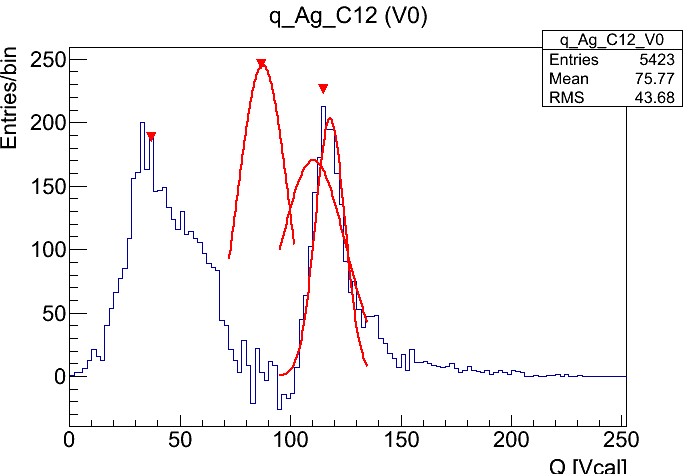 q_Ag_C12 (V0)
q_Ag_C12_V0
Entries 5423
Mean 75.77
RMS 43.68
Entries/bin
250
200
150
100
50
0
0 50 100 150 200 250
Q [Vcal]